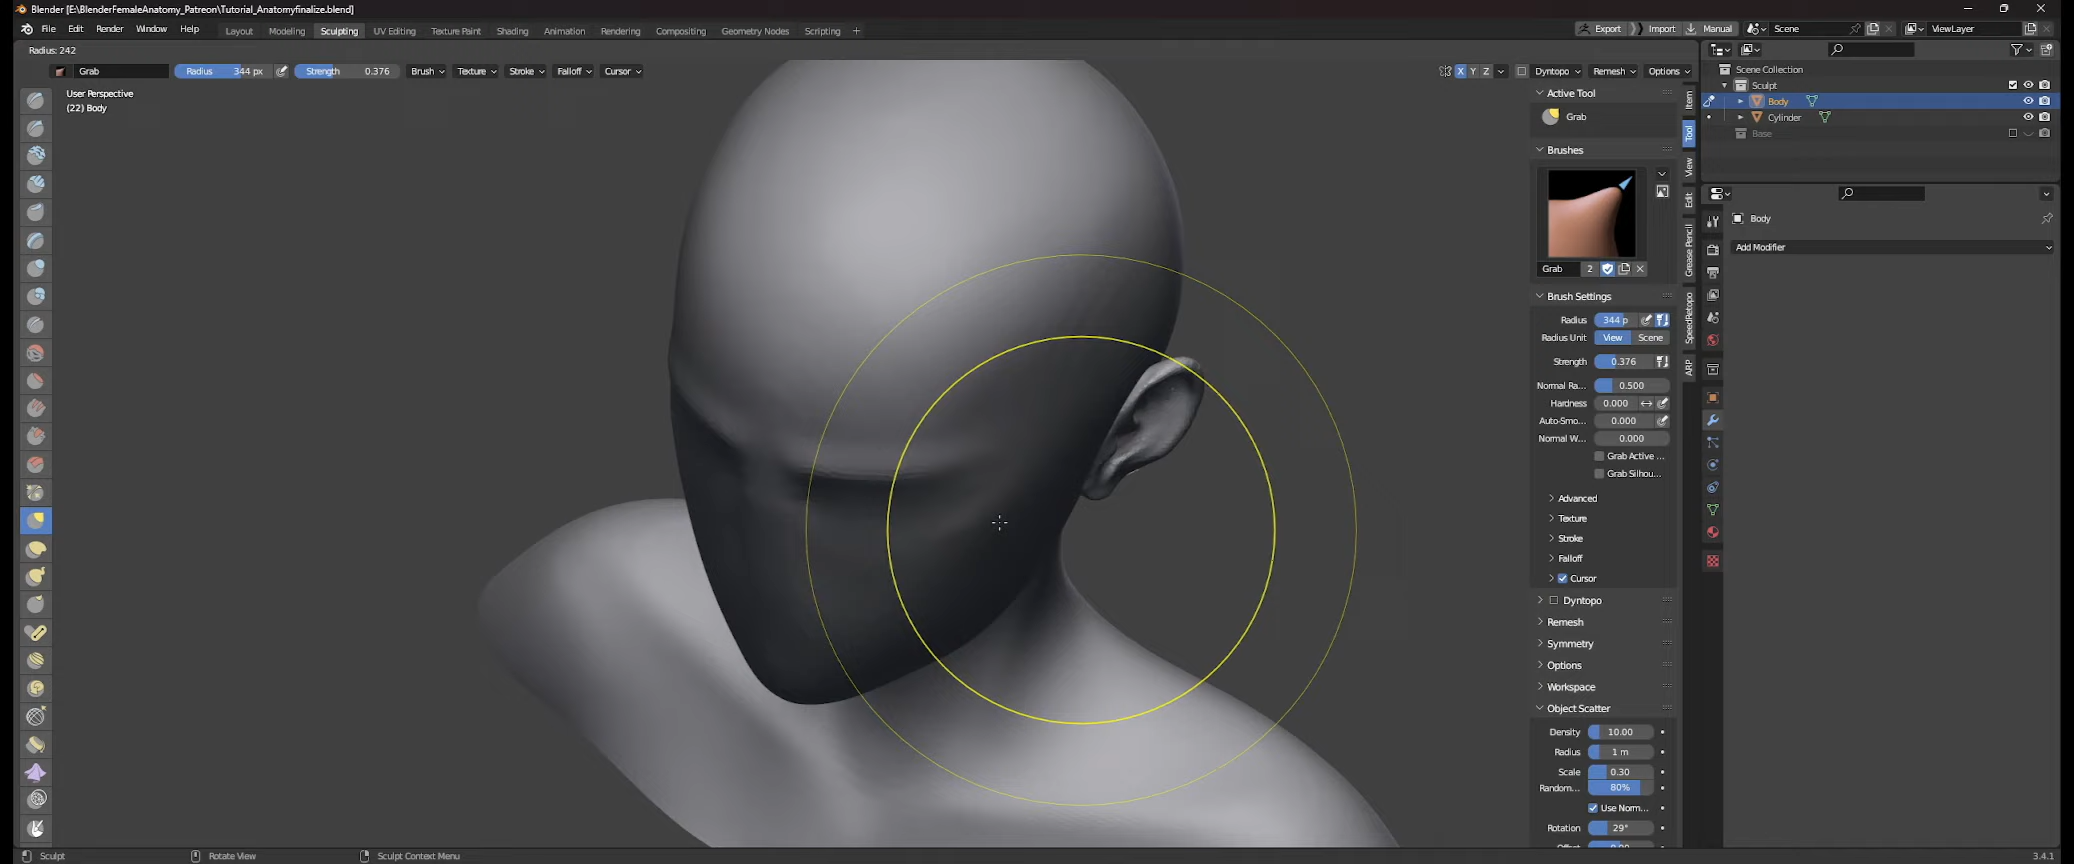 Blender [E:\BlenderFemaleAnatomy_Patreon\Tutorial_Anatomyfinalize.blend]
File Edit Render Window Help Layout Modeling Sculpting UV Editing Texture Paint Shading Animation Rendering Compositing Geometry Nodes Scripting + Export Import Manual Scene ViewLayer
Radius: 242
Grab Radius 344 px Strength 0.376 Brush Texture Stroke Falloff Cursor X Y Z Dyntopo Remesh Options
User Perspective
(22) Body
Active Tool
Grab
Brushes
Grab 2
Brush Settings
Radius 344 p
Radius Unit View Scene
Strength 0.376
Normal Ra... 0.500
Hardness 0.000
Auto-Smo... 0.000
Normal W... 0.000
Grab Active ...
Grab Silhou...
Advanced
Texture
Stroke
Falloff
Cursor
Dyntopo
Remesh
Symmetry
Options
Workspace
Object Scatter
Density 10.00
Radius 1 m
Scale 0.30
Random... 80%
Use Norm...
Rotation 29°
Offset 0.00
Item
Tool
View
Edit
Grease Pencil
SpeedRetopo
ARP
Scene Collection
Sculpt
Body
Cylinder
Base
Body
Add Modifier
Sculpt Rotate View Sculpt Context Menu 3.4.1